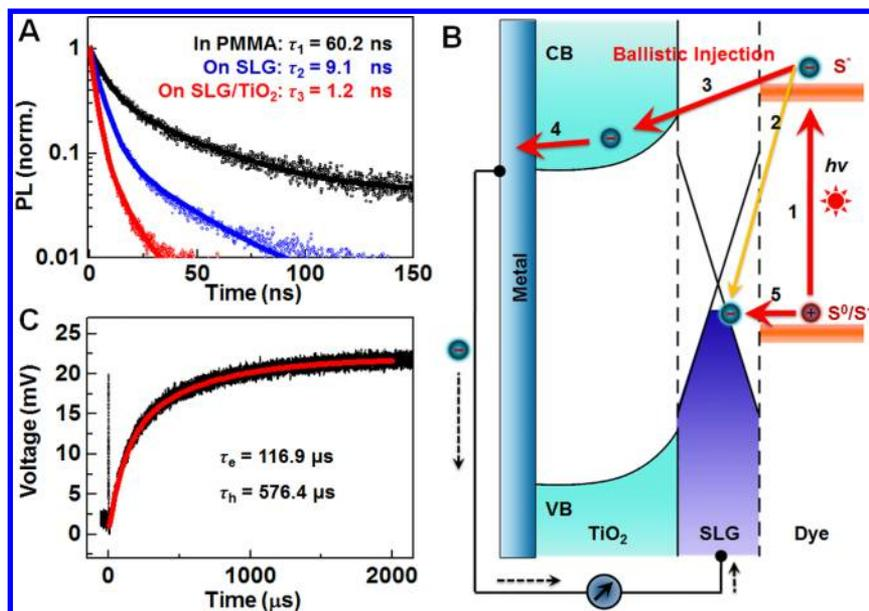 A
In PMMA: τ₁ = 60.2 ns
On SLG: τ₂ = 9.1 ns
On SLG/TiO₂: τ₃ = 1.2 ns
PL (norm.)
1
0.1
0.01
0
50
100
150
Time (ns)
C
Voltage (mV)
25
20
15
10
5
0
τe = 116.9 µs
τh = 576.4 µs
0
1000
2000
Time (µs)
B
CB
Ballistic Injection
3
S*
4
2
hν
1
Metal
5
VB
TiO₂
SLG
Dye